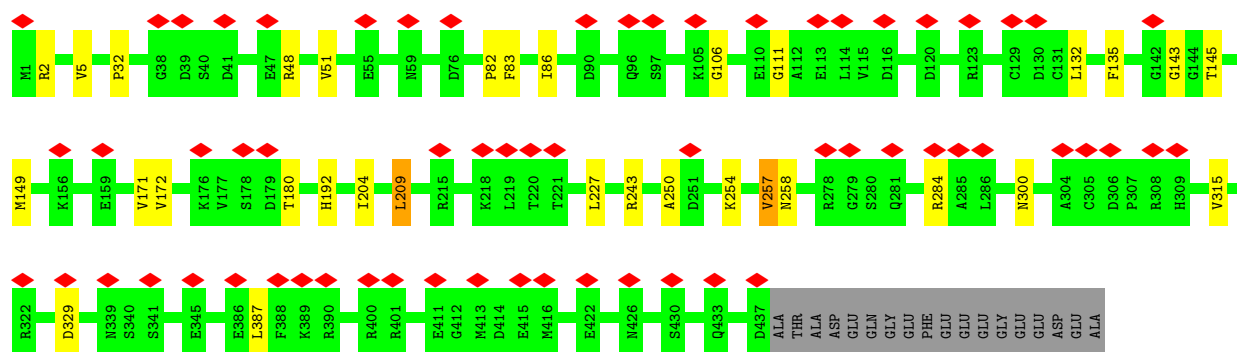 M1 R2 V5 P32 G38 D39 S40 D41 E47 R48 V51 E55 N59 D76 P82 F83 I86 D90 Q96 S97 K105 G106 E110 G111 A112 E113 L114 V115 D116 D120 R123 C129 D130 C131 L132 F135 G142 G143 G144 T145
M149 K156 E159 V171 V172 K176 V177 S178 D179 T180 H192 I204 L209 R215 K218 L219 T220 T221 L227 R243 A250 D251 K254 V257 N258 R278 G279 S280 Q281 R284 A285 L286 N300 A304 C305 D306 P307 R308 H309 V315
R322 D329 N339 S340 S341 E345 E386 L387 F388 K389 R390 R400 R401 E411 G412 M413 D414 E415 M416 E422 N426 S430 Q433 D437 ALA THR ALA ASP GLU GLN GLY GLU PHE GLU GLU GLU GLY GLU GLU ASP GLU ALA